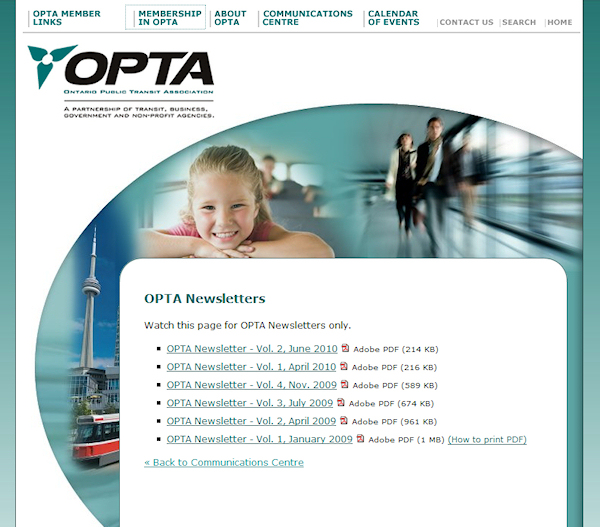 OPTA MEMBER
LINKS
MEMBERSHIP
IN OPTA
ABOUT
OPTA
COMMUNICATIONS
CENTRE
CALENDAR
OF EVENTS
CONTACT US
SEARCH
HOME
OPTA
ONTARIO PUBLIC TRANSIT ASSOCIATION
A PARTNERSHIP OF TRANSIT, BUSINESS,
GOVERNMENT AND NON-PROFIT AGENCIES.
OPTA Newsletters
Watch this page for OPTA Newsletters only.
OPTA Newsletter - Vol. 2, June 2010 Adobe PDF (214 KB)
OPTA Newsletter - Vol. 1, April 2010 Adobe PDF (216 KB)
OPTA Newsletter - Vol. 4, Nov. 2009 Adobe PDF (589 KB)
OPTA Newsletter - Vol. 3, July 2009 Adobe PDF (674 KB)
OPTA Newsletter - Vol. 2, April 2009 Adobe PDF (961 KB)
OPTA Newsletter - Vol. 1, January 2009 Adobe PDF (1 MB) (How to print PDF)
« Back to Communications Centre